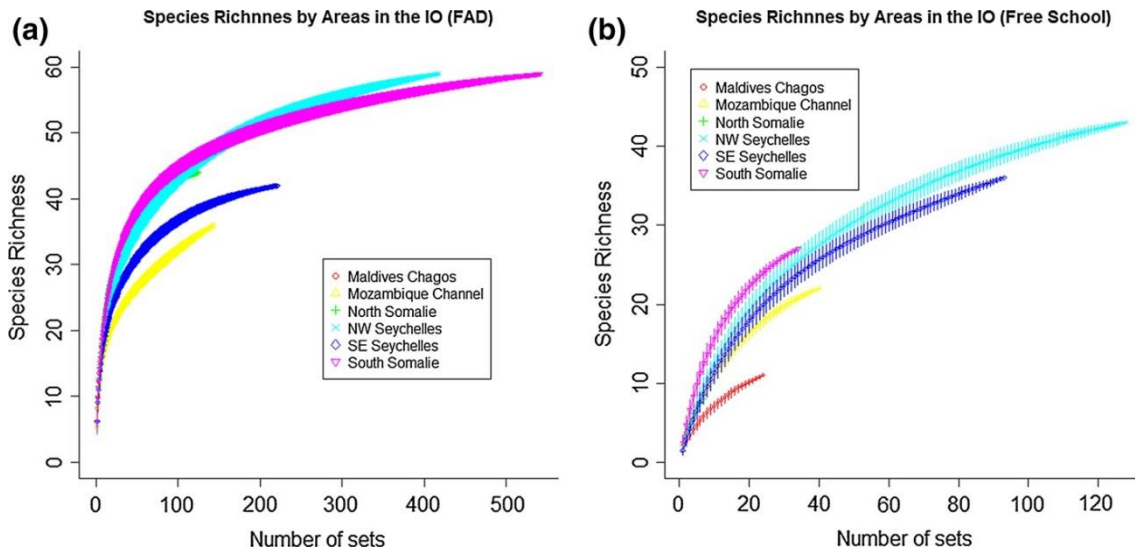 (a)
Species Richnnes by Areas in the IO (FAD)
Species Richness
60
50
40
30
20
10
0
Maldives Chagos
Mozambique Channel
North Somalie
NW Seychelles
SE Seychelles
South Somalie
0 100 200 300 400 500
Number of sets
(b)
Species Richnnes by Areas in the IO (Free School)
Species Richness
50
40
30
20
10
0
Maldives Chagos
Mozambique Channel
North Somalie
NW Seychelles
SE Seychelles
South Somalie
0 20 40 60 80 100 120
Number of sets